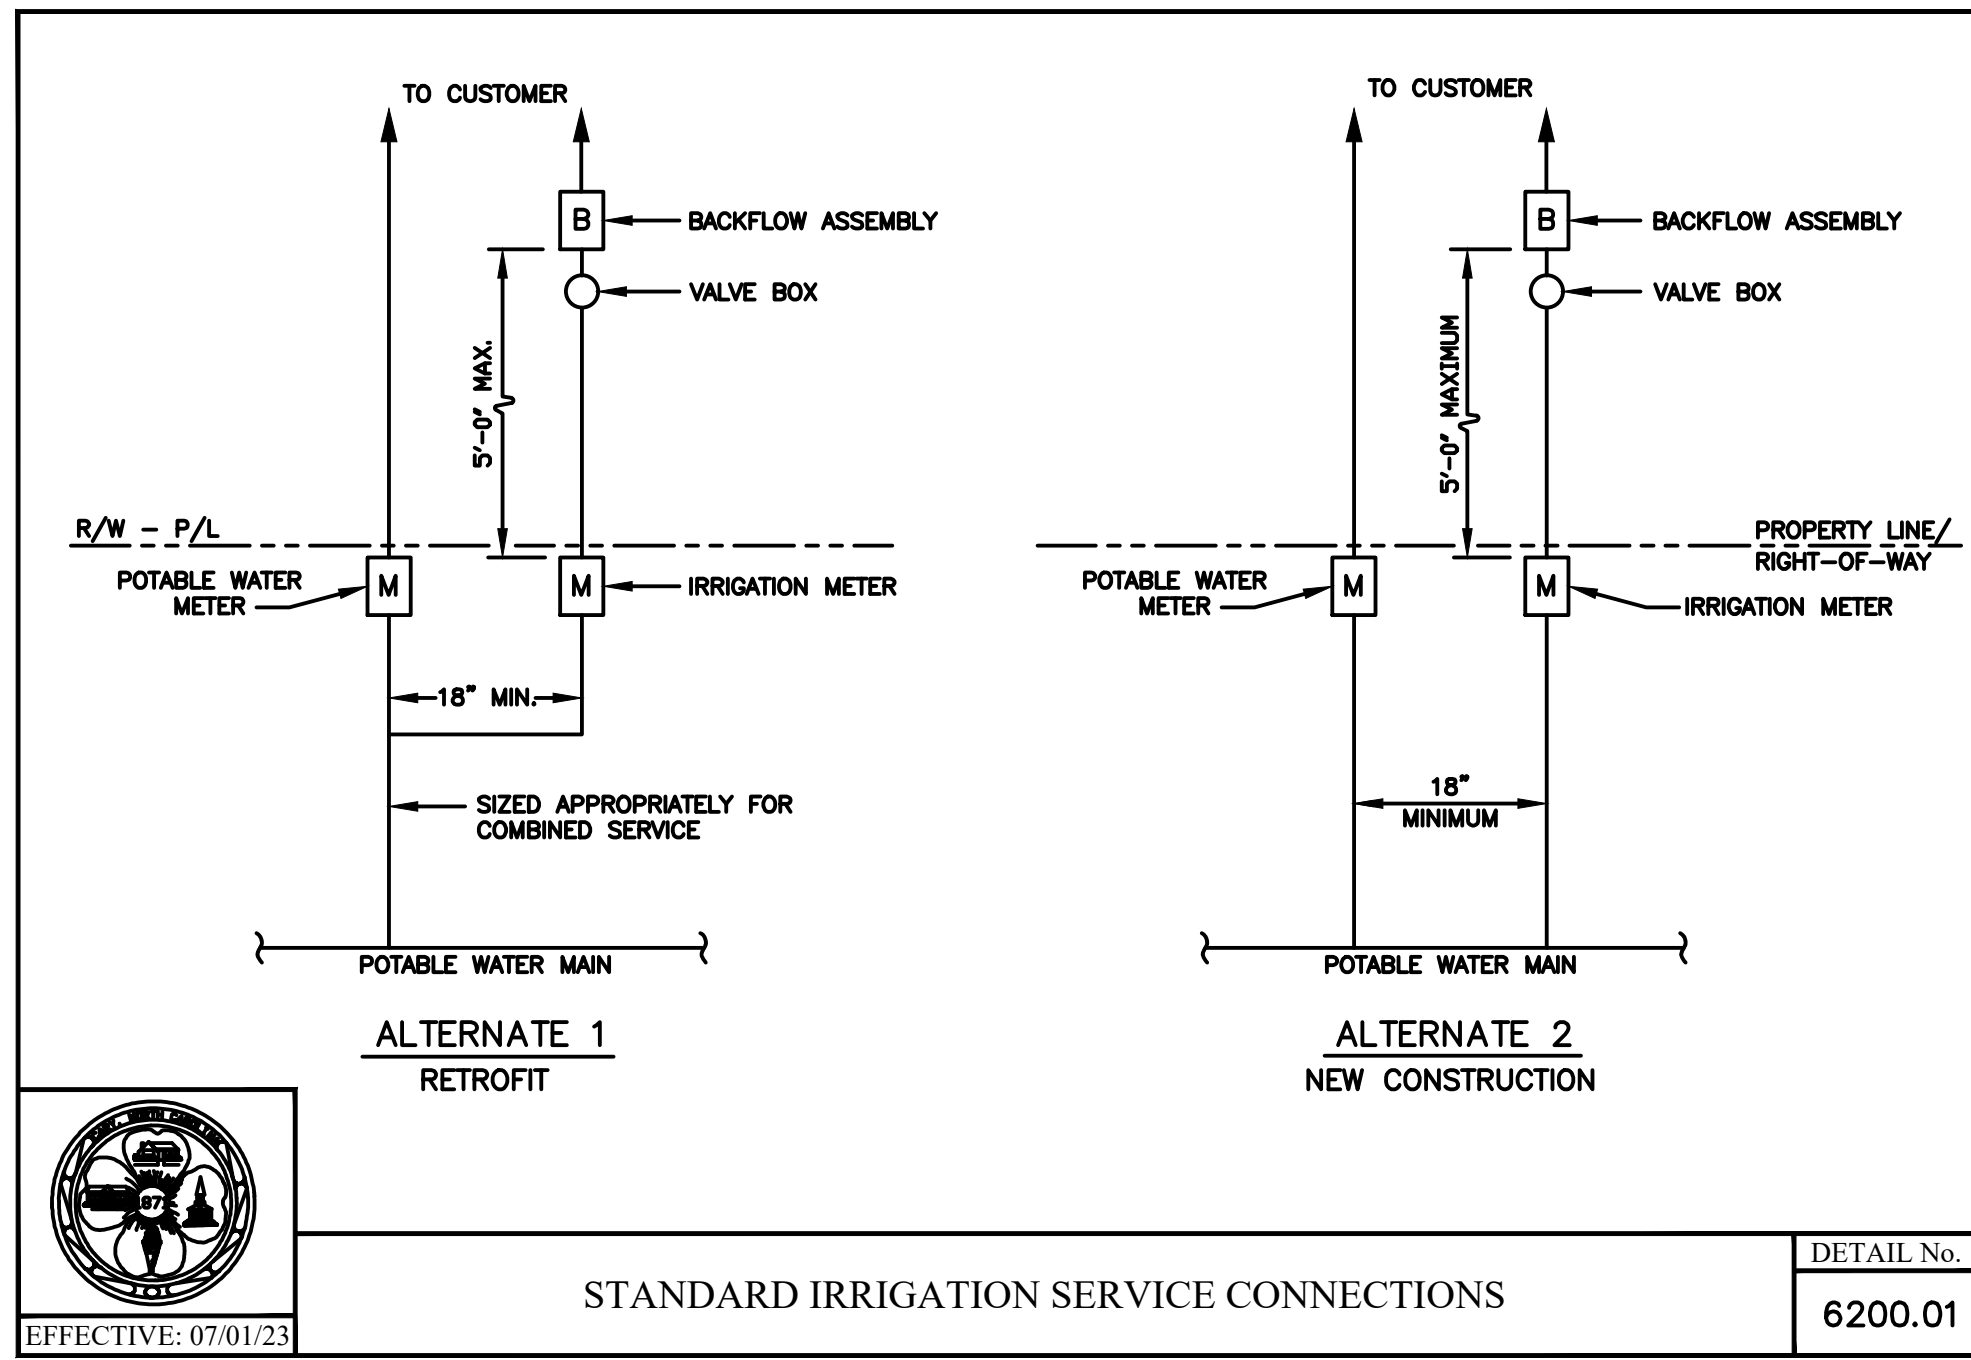 TO CUSTOMER
B
BACKFLOW ASSEMBLY
VALVE BOX
5'-0" MAX.
R/W - P/L
POTABLE WATER
METER
M
M
IRRIGATION METER
18" MIN.
SIZED APPROPRIATELY FOR
COMBINED SERVICE
POTABLE WATER MAIN
ALTERNATE 1
RETROFIT
TO CUSTOMER
B
BACKFLOW ASSEMBLY
VALVE BOX
5'-0" MAXIMUM
PROPERTY LINE/
RIGHT-OF-WAY
POTABLE WATER
METER
M
M
IRRIGATION METER
18"
MINIMUM
POTABLE WATER MAIN
ALTERNATE 2
NEW CONSTRUCTION
CARY, NORTH CAROLINA
EFFECTIVE: 07/01/23
STANDARD IRRIGATION SERVICE CONNECTIONS
DETAIL No.
6200.01